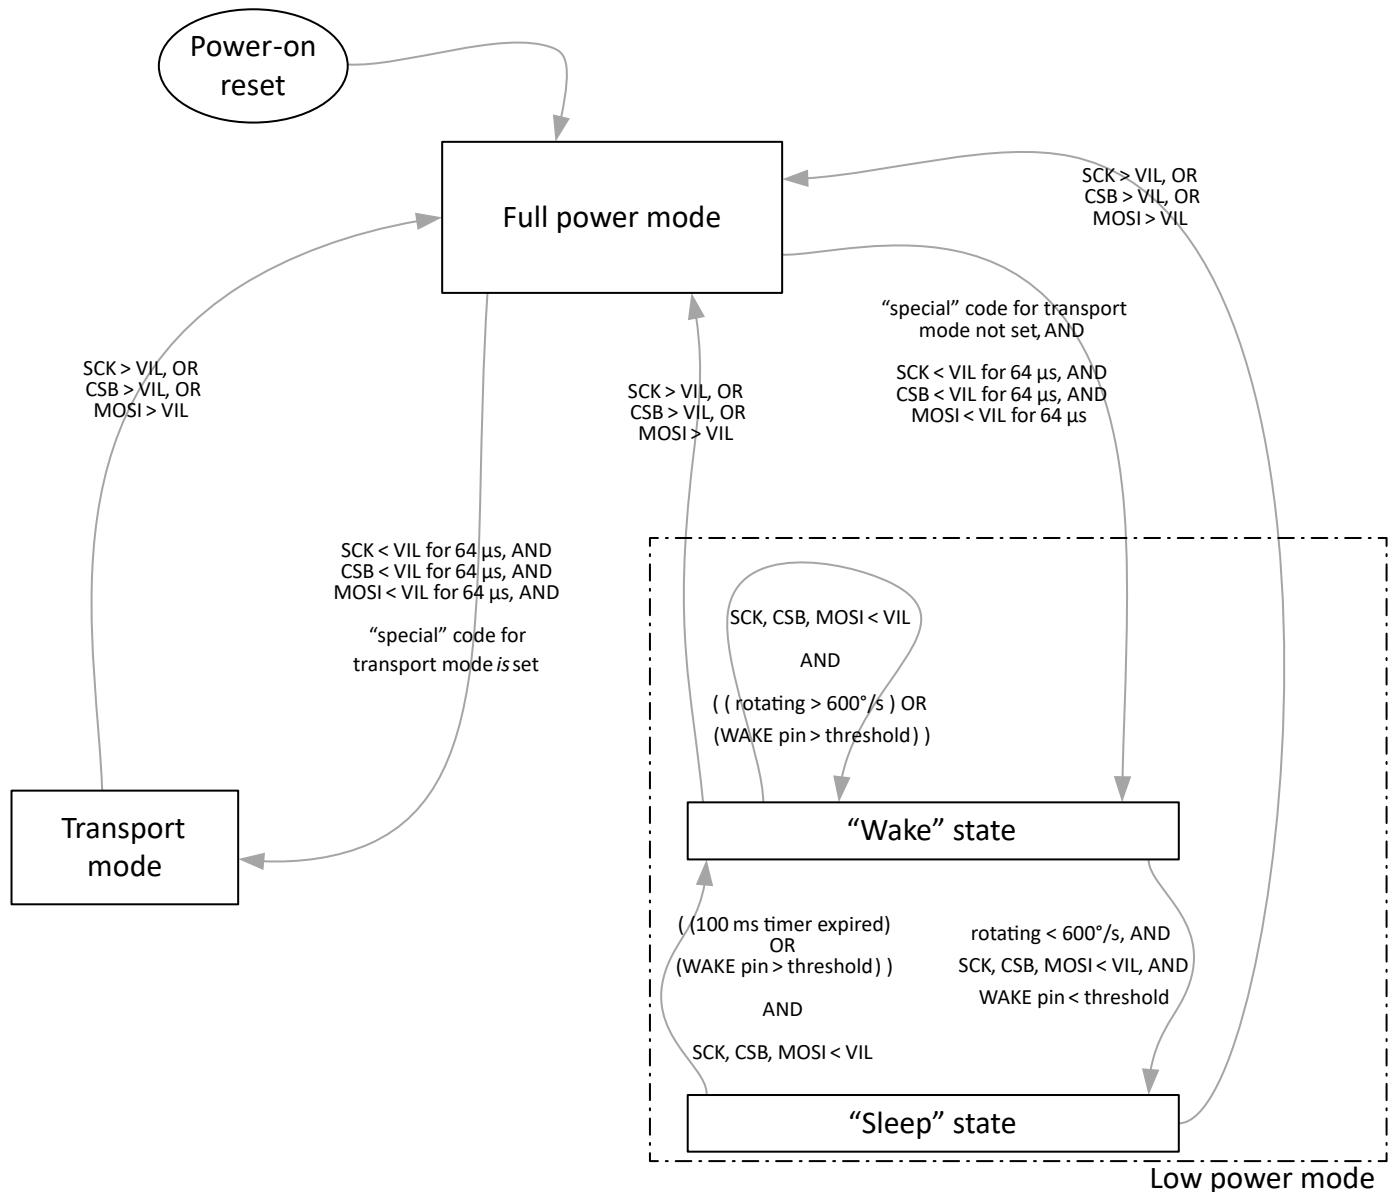 Power-on
reset
Full power mode
SCK > VIL, OR
CSB > VIL, OR
MOSI > VIL
"special" code for transport
mode not set, AND
SCK < VIL for 64 µs, AND
CSB < VIL for 64 µs, AND
MOSI < VIL for 64 µs
SCK > VIL, OR
CSB > VIL, OR
MOSI > VIL
SCK > VIL, OR
CSB > VIL, OR
MOSI > VIL
SCK < VIL for 64 µs, AND
CSB < VIL for 64 µs, AND
MOSI < VIL for 64 µs, AND
“special” code for
transport mode is set
SCK, CSB, MOSI < VIL
AND
( ( rotating > 600°/s ) OR
(WAKE pin > threshold) )
Transport
mode
“Wake” state
( (100 ms timer expired)
OR
(WAKE pin > threshold) )
AND
SCK, CSB, MOSI < VIL
rotating < 600°/s, AND
SCK, CSB, MOSI < VIL, AND
WAKE pin < threshold
“Sleep” state
Low power mode